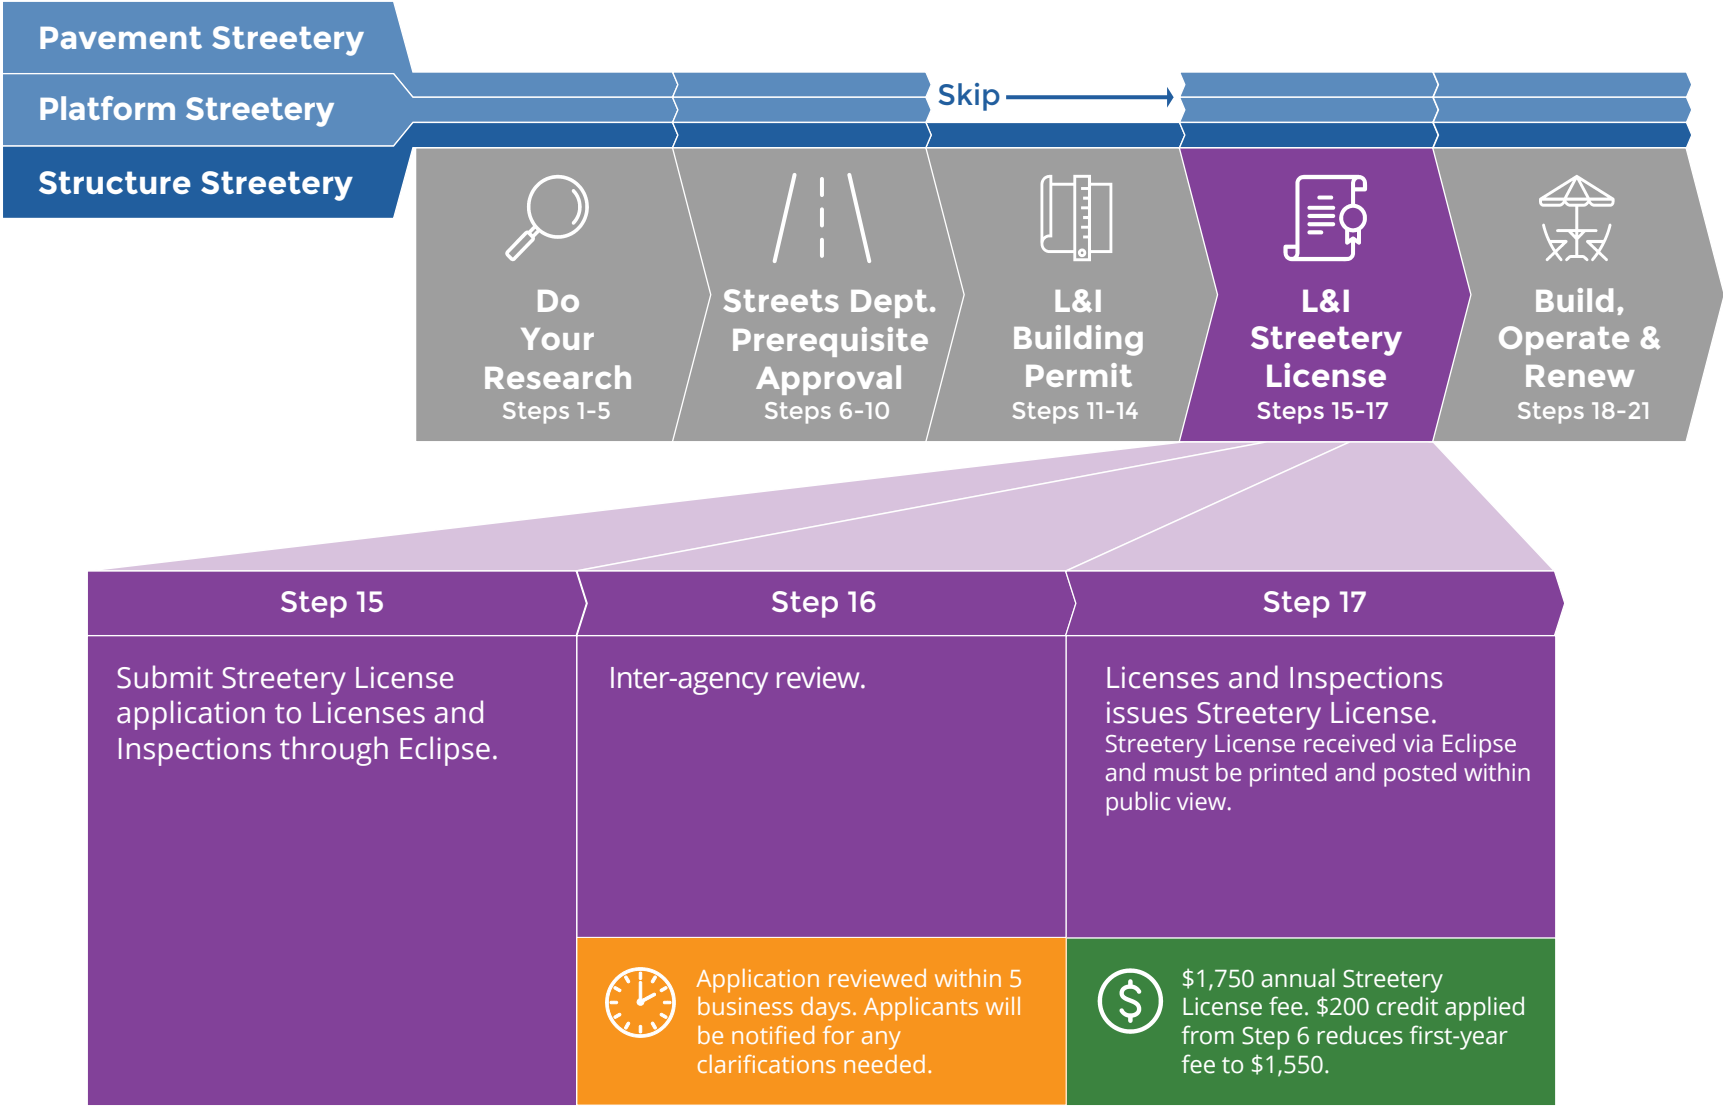 Pavement Streetery
Platform Streetery
Structure Streetery
Skip
Do
Your
Research
Steps 1-5
Streets Dept.
Prerequisite
Approval
Steps 6-10
L&I
Building
Permit
Steps 11-14
L&I
Streetery
License
Steps 15-17
Build,
Operate &
Renew
Steps 18-21
Step 15
Submit Streetery License
application to Licenses and
Inspections through Eclipse.
Step 16
Inter-agency review.
Application reviewed within 5
business days. Applicants will
be notified for any
clarifications needed.
Step 17
Licenses and Inspections
issues Streetery License.
Streetery License received via Eclipse
and must be printed and posted within
public view.
$
$1,750 annual Streetery
License fee. $200 credit applied
from Step 6 reduces first-year
fee to $1,550.